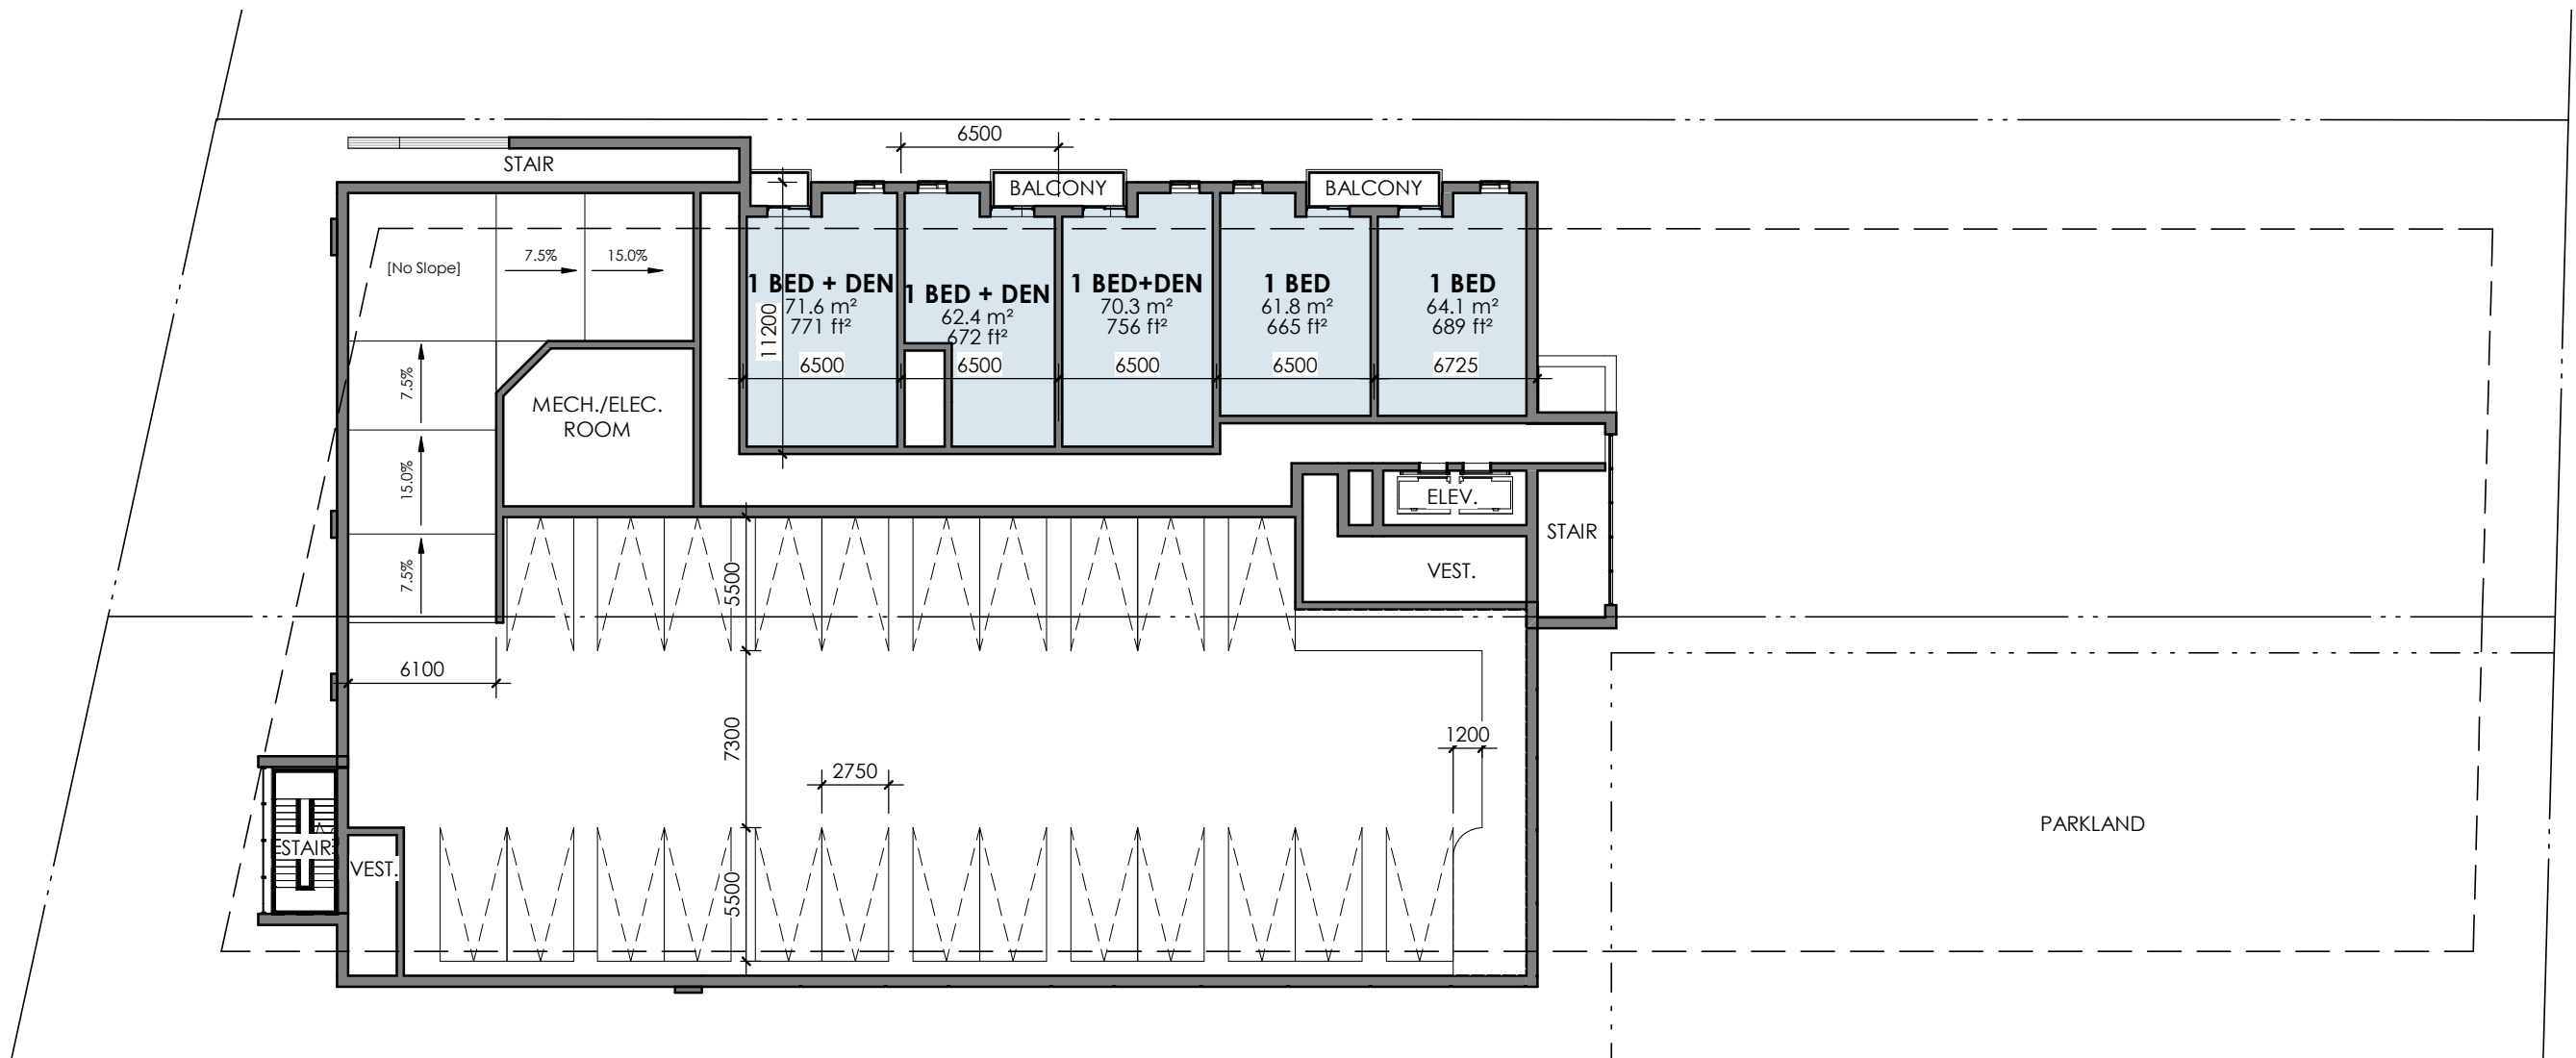 6500
STAIR
BALCONY
BALCONY
[No Slope]
7.5%
15.0%
1 BED + DEN
71.6 m²
771 ft²
1 BED + DEN
62.4 m²
672 ft²
1 BED+DEN
70.3 m²
756 ft²
1 BED
61.8 m²
665 ft²
1 BED
64.1 m²
689 ft²
11200
6500
6500
6500
6500
6725
7.5%
MECH./ELEC.
ROOM
15.0%
ELEV.
STAIR
7.5%
5500
VEST.
6100
7300
1200
2750
PARKLAND
STAIR
VEST.
5500